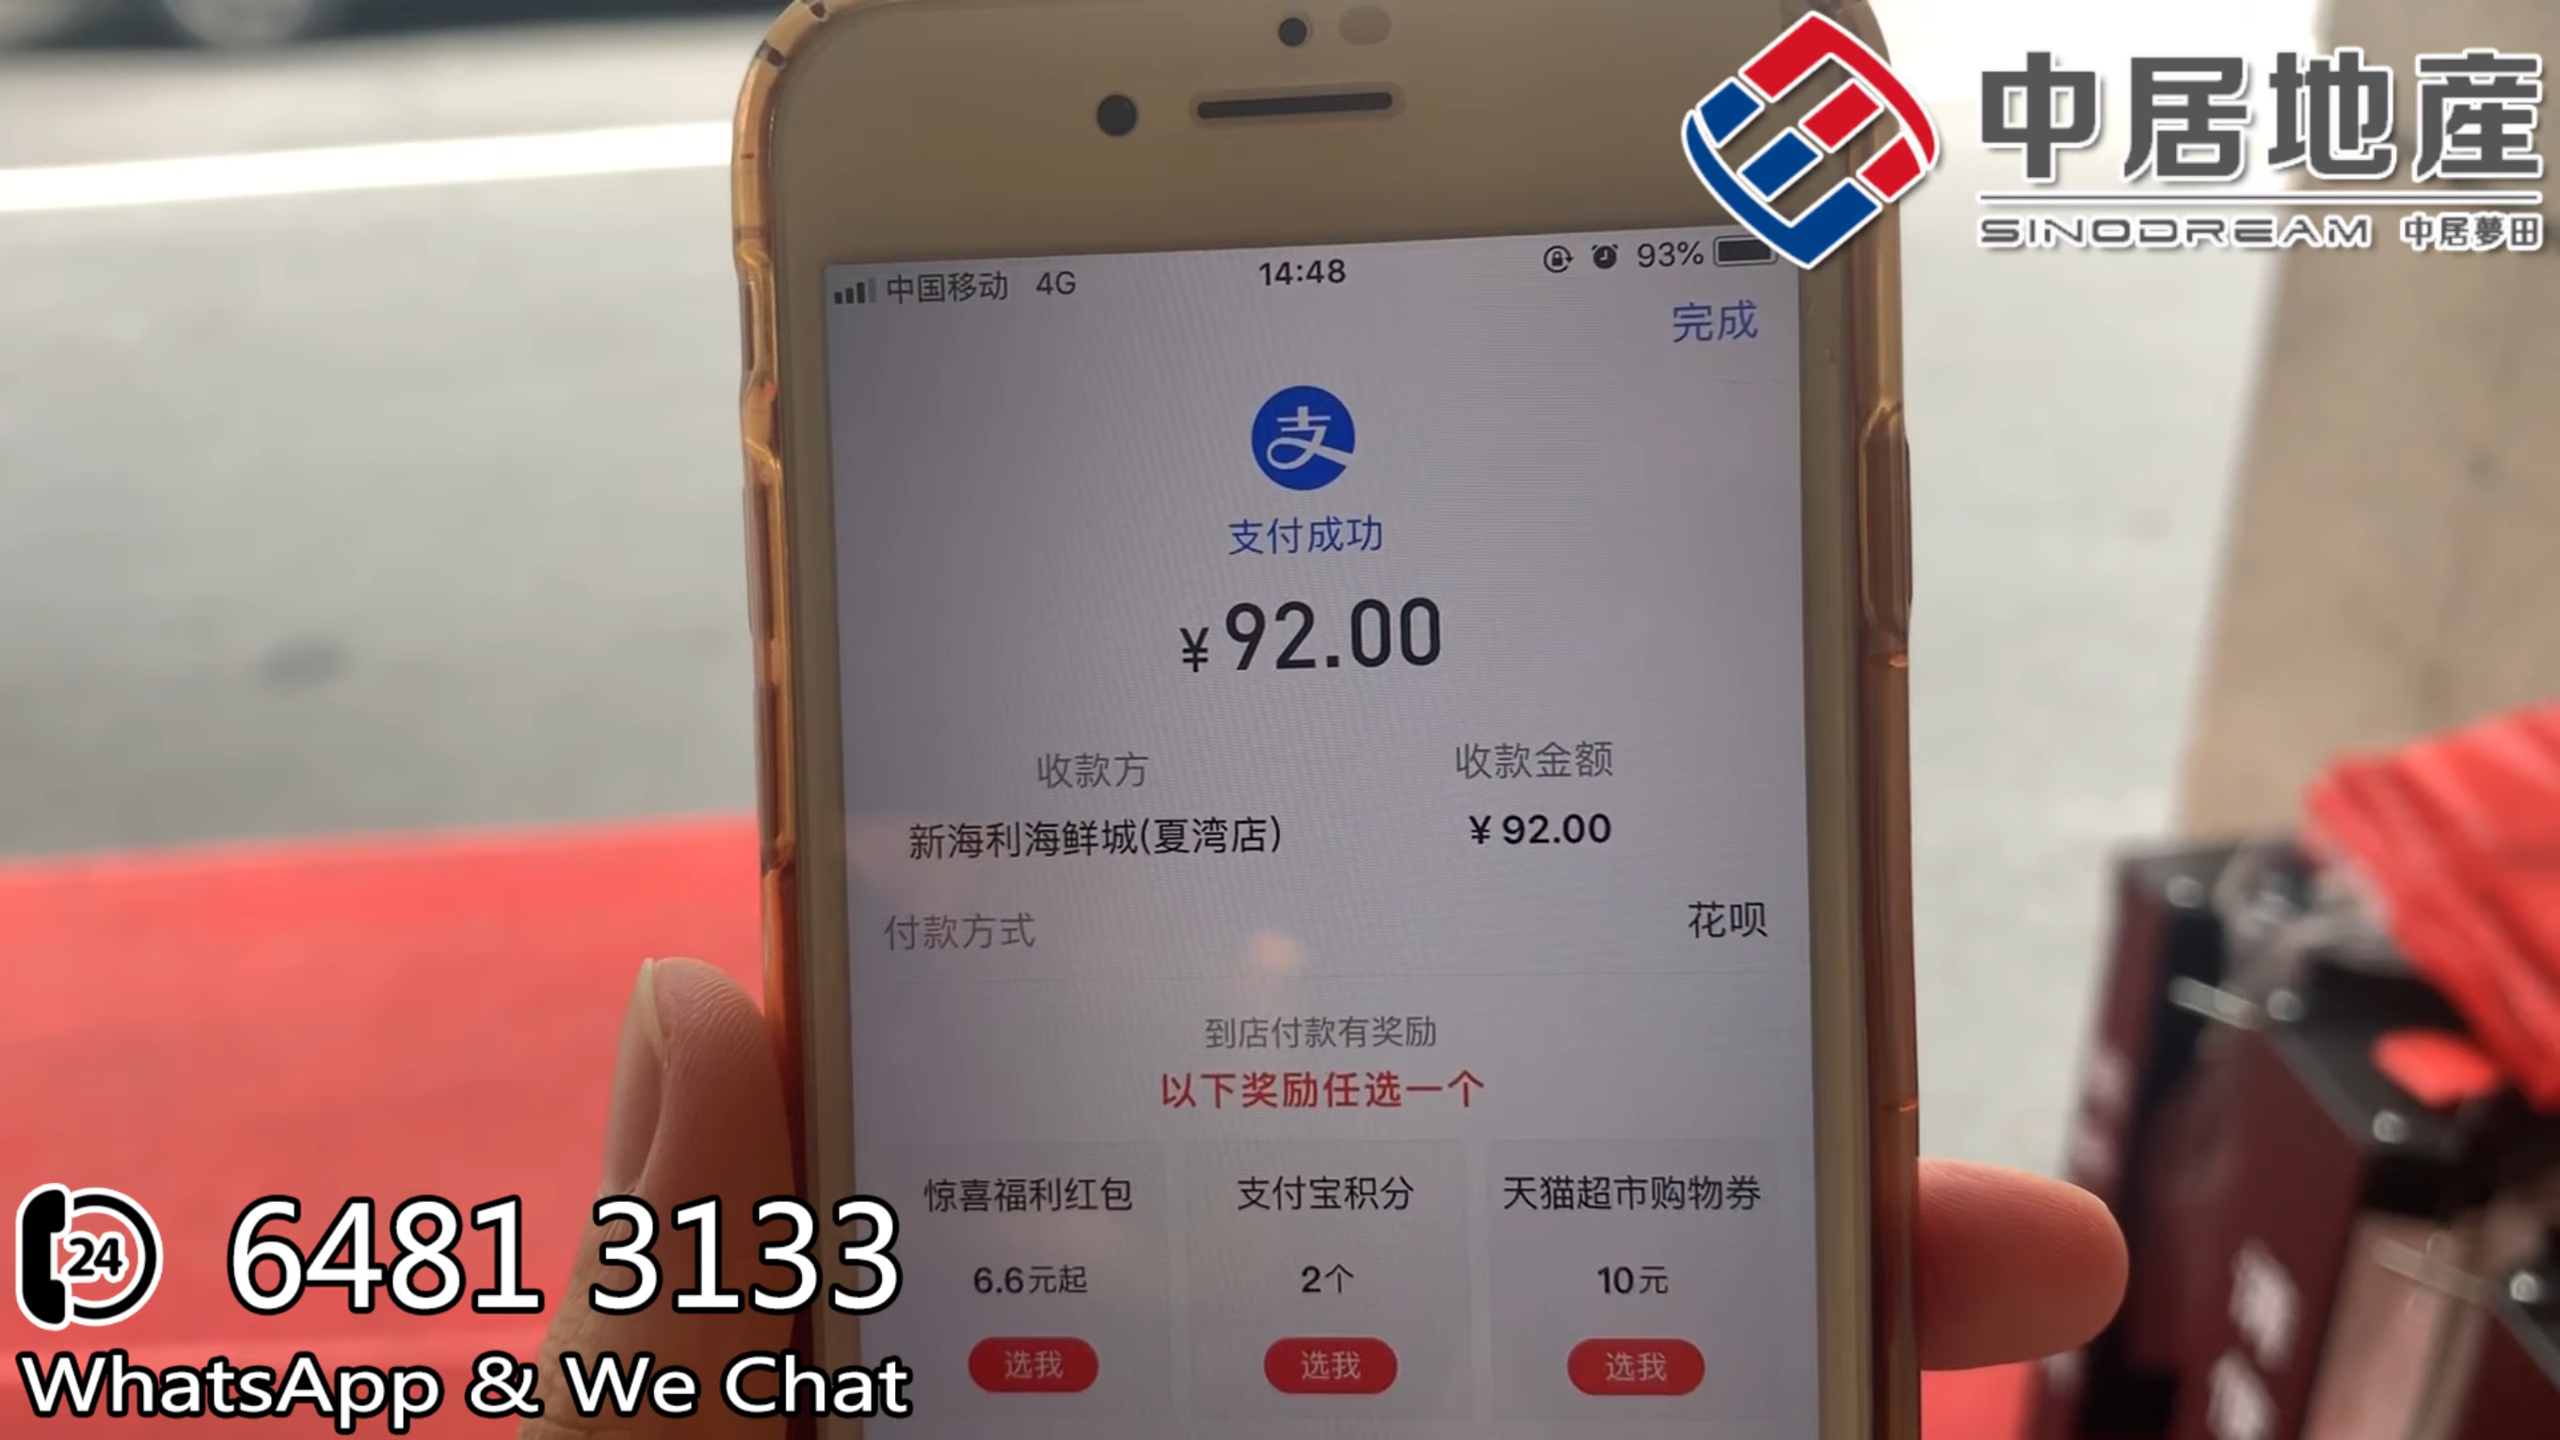 中居地産
SINODREAM 中居夢田
中国移动 4G 14:48 93%
完成
支
支付成功
¥92.00
收款方 收款金额
新海利海鲜城(夏湾店) ¥92.00
付款方式 花呗
到店付款有奖励
以下奖励任选一个
惊喜福利红包 支付宝积分 天猫超市购物券
6.6元起 2个 10元
选我 选我 选我
24 6481 3133
WhatsApp & We Chat